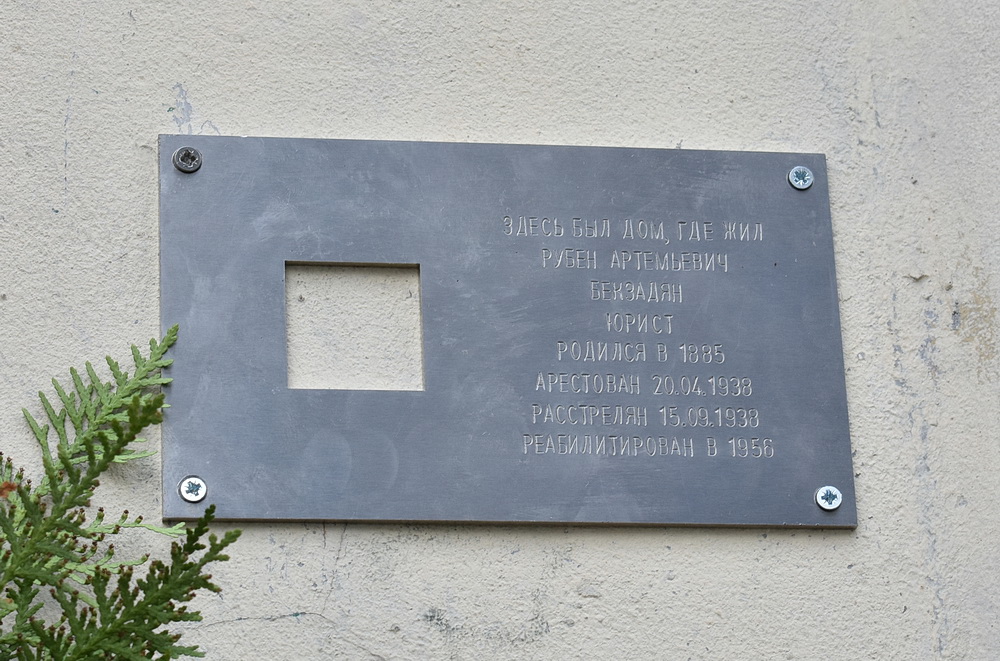 ЗДЕСЬ БЫЛ ДОМ, ГДЕ ЖИЛ
РУБЕН АРТЕМЬЕВИЧ
БЕКЗАДЯН
ЮРИСТ
РОДИЛСЯ В 1885
АРЕСТОВАН 20.04.1938
РАССТРЕЛЯН 15.09.1938
РЕАБИЛИТИРОВАН В 1956